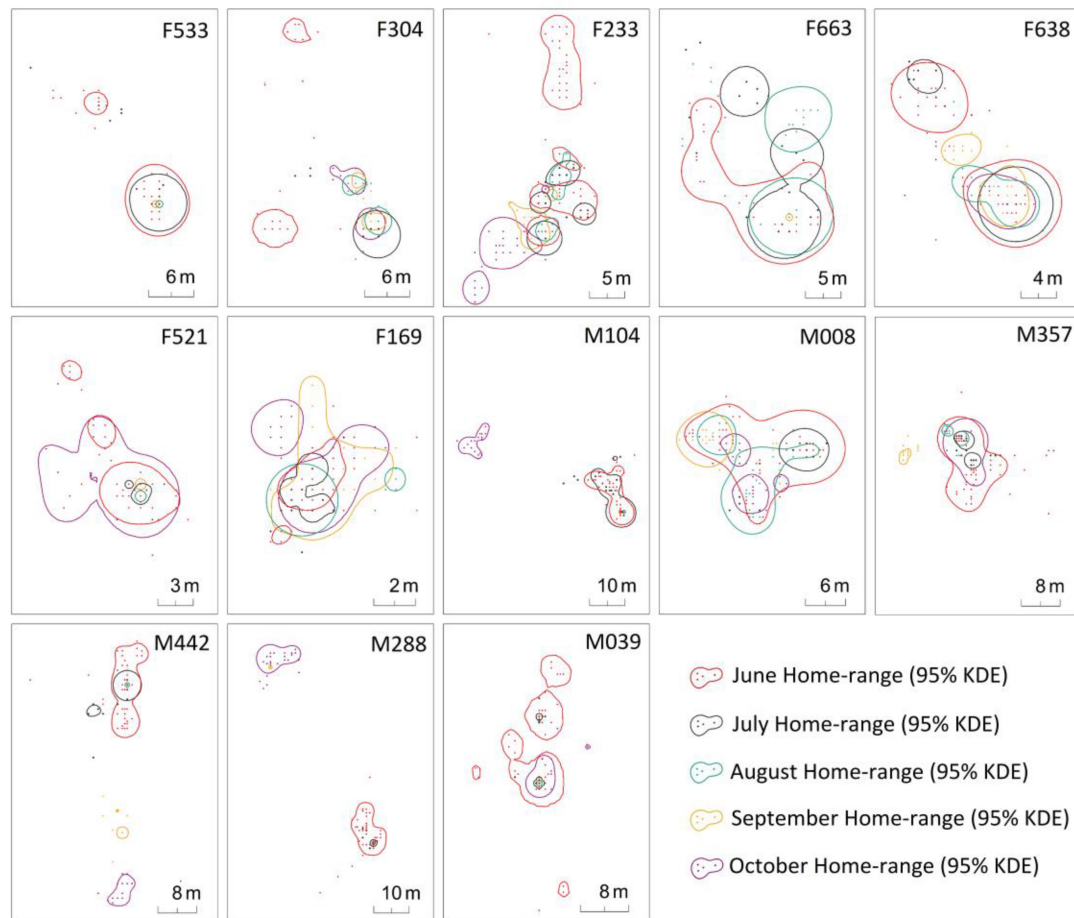 F533
F304
F233
F663
F638
6 m
6 m
5 m
5 m
4 m
F521
F169
M104
M008
M357
3 m
2 m
10 m
6 m
8 m
M442
M288
M039
June Home-range (95% KDE)
July Home-range (95% KDE)
August Home-range (95% KDE)
September Home-range (95% KDE)
October Home-range (95% KDE)
8 m
10 m
8 m